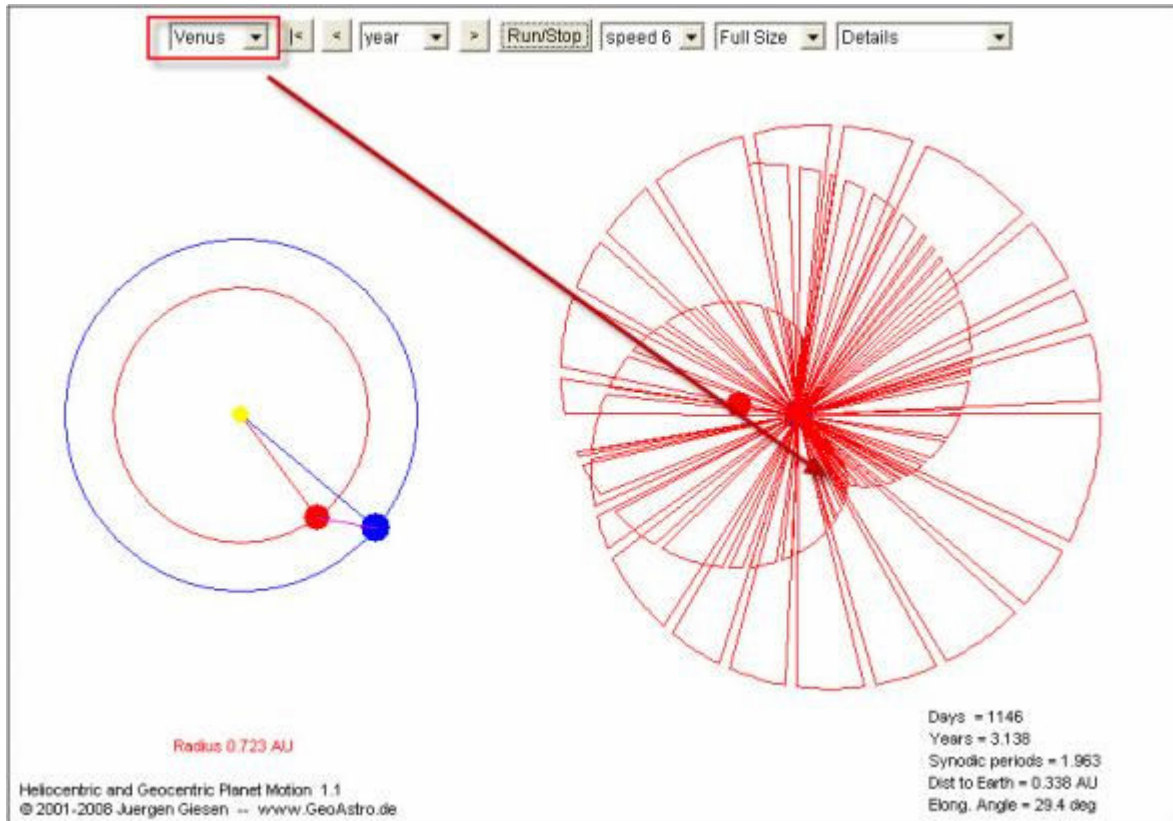 Venus |< < year > Run/Stop speed 6 Full Size Details
Radius 0.723 AU
Heliocentric and Geocentric Planet Motion 1.1
© 2001-2008 Juergen Giesen -- www.GeoAstro.de
Days = 1146
Years = 3.138
Synodic periods = 1.963
Dist to Earth = 0.338 AU
Elong. Angle = 29.4 deg